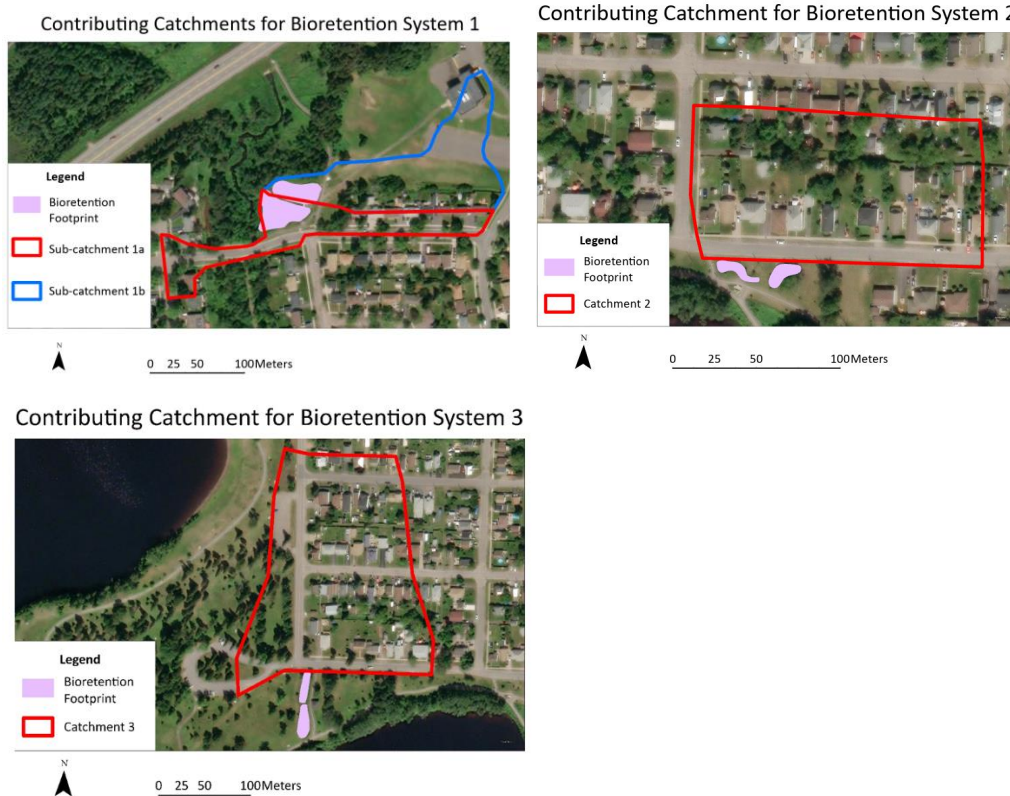 Contributing Catchments for Bioretention System 1
Legend
Bioretention
Footprint
Sub-catchment 1a
Sub-catchment 1b
N
0 25 50 100Meters
Contributing Catchment for Bioretention System 2
Legend
Bioretention
Footprint
Catchment 2
N
0 25 50 100Meters
Contributing Catchment for Bioretention System 3
Legend
Bioretention
Footprint
Catchment 3
N
0 25 50 100Meters